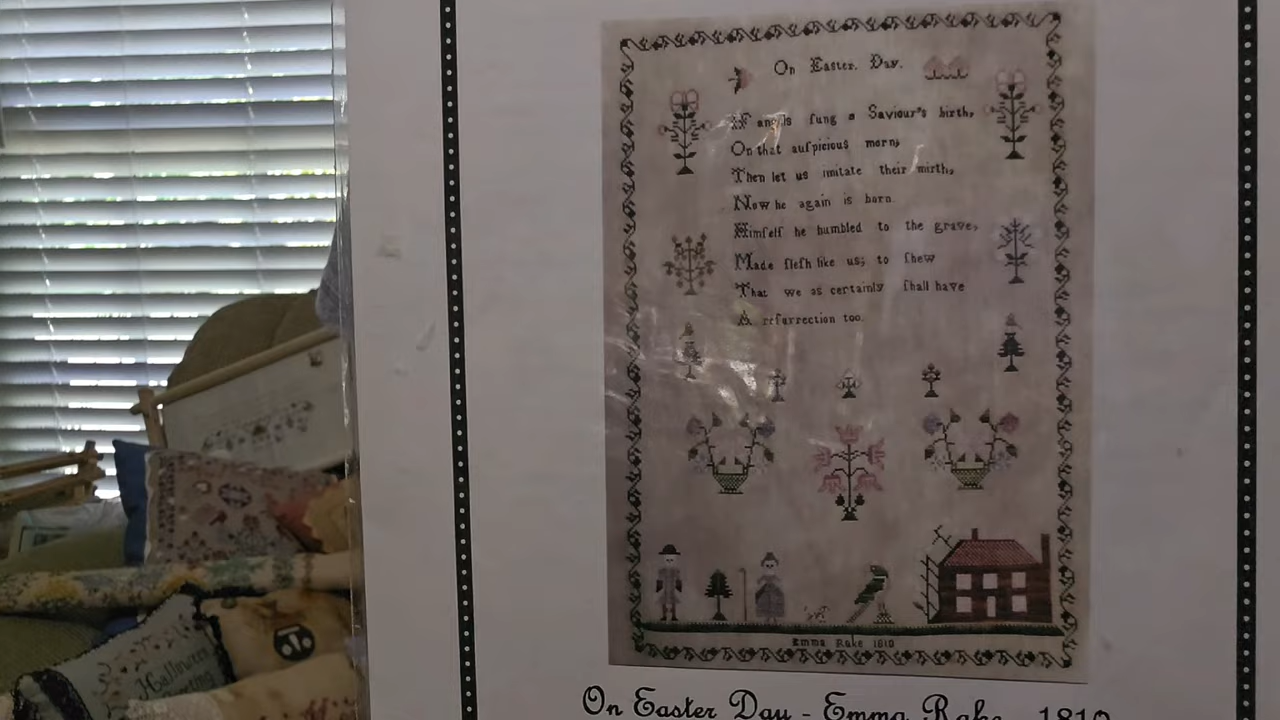 On Easter. Day.
If angels ſung a Saviour's birth,
On that auſpicious morn,
Then let us imitate their mirth,
Now he again is born.
Himſelf he humbled to the grave,
Made fleſh like us; to ſhew
That we as certainly ſhall have
A reſurrection too.
Emma Rake 1810
On Easter Day - Emma Rake 1810
Halloween